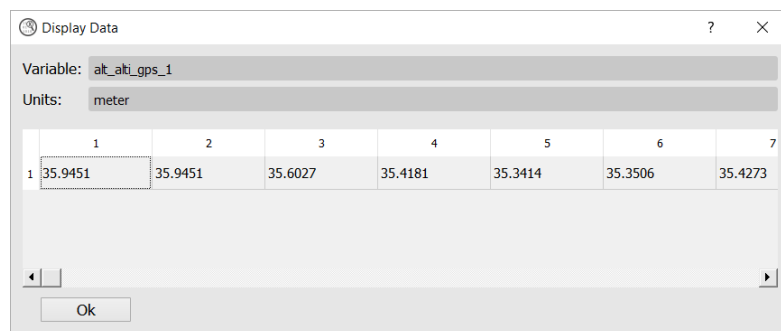 Display Data ?
Variable: alt_alti_gps_1
Units: meter
1 2 3 4 5 6 7
1 35.9451 35.9451 35.6027 35.4181 35.3414 35.3506 35.4273
Ok